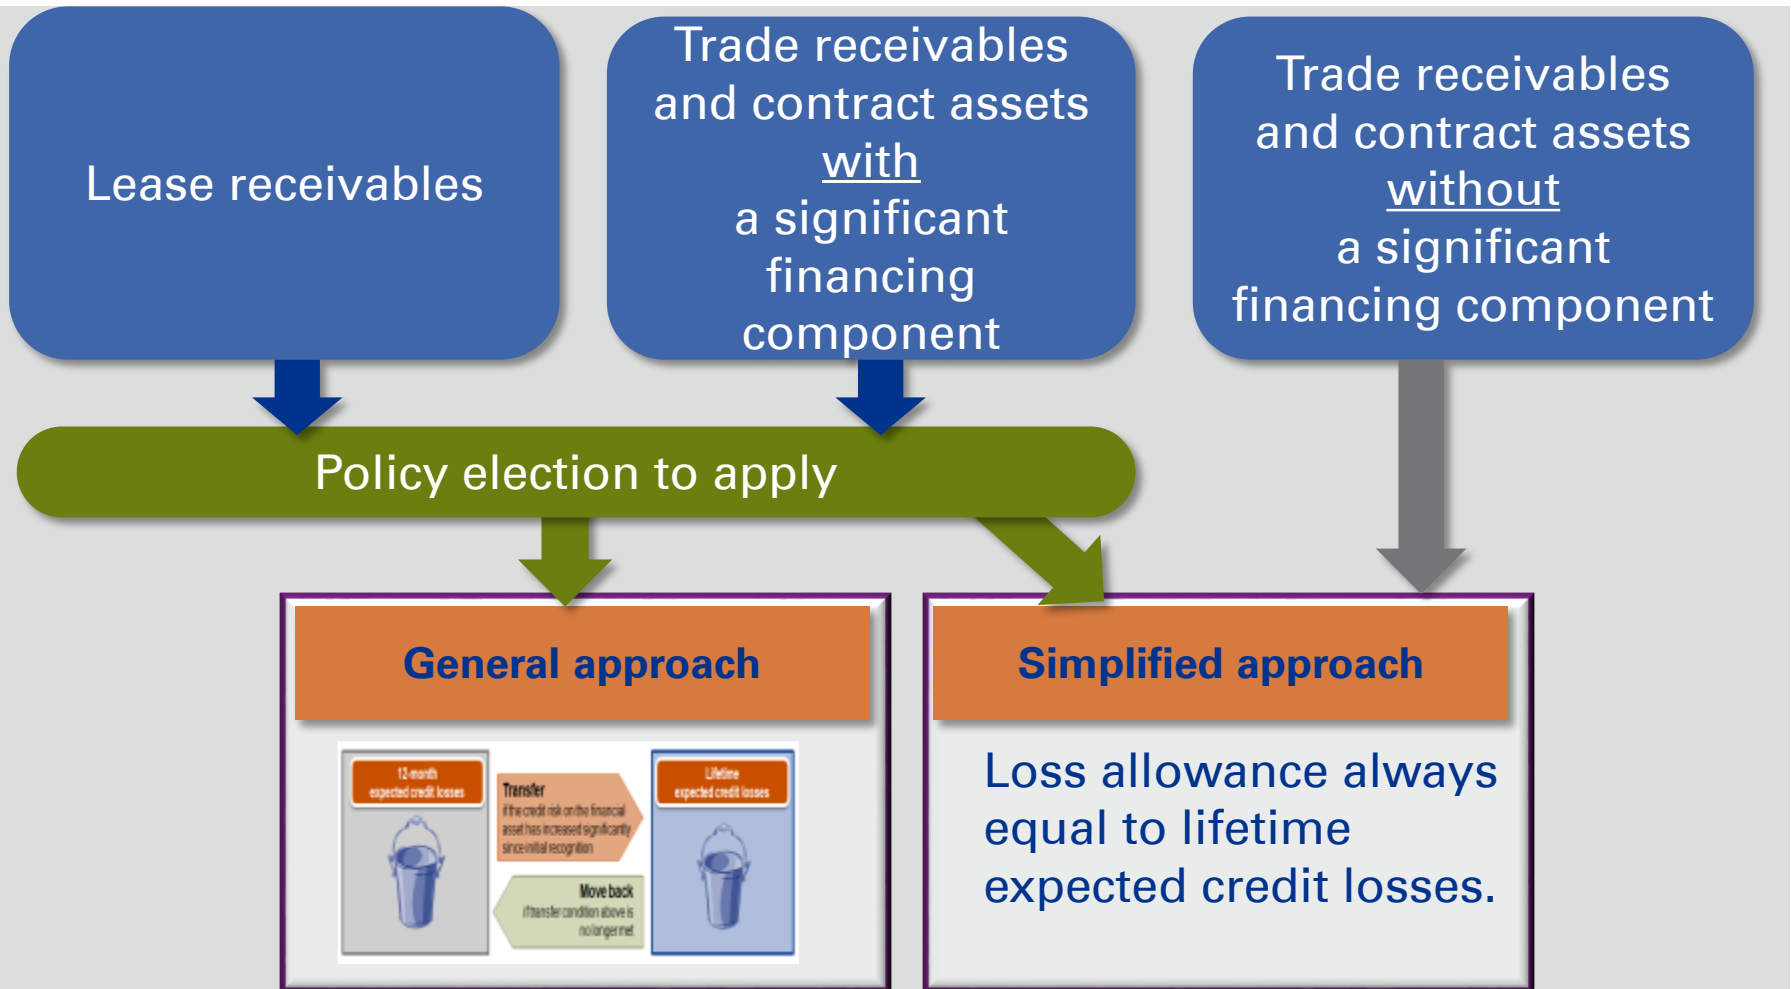 Lease receivables
Trade receivables
and contract assets
with
a significant
financing
component
Trade receivables
and contract assets
without
a significant
financing component
Policy election to apply
General approach
12-month
expected credit losses
Transfer
if the credit risk on the financial
asset has increased significantly
since initial recognition
Move back
if transfer condition above is
no longer met
Lifetime
expected credit losses
Simplified approach
Loss allowance always
equal to lifetime
expected credit losses.